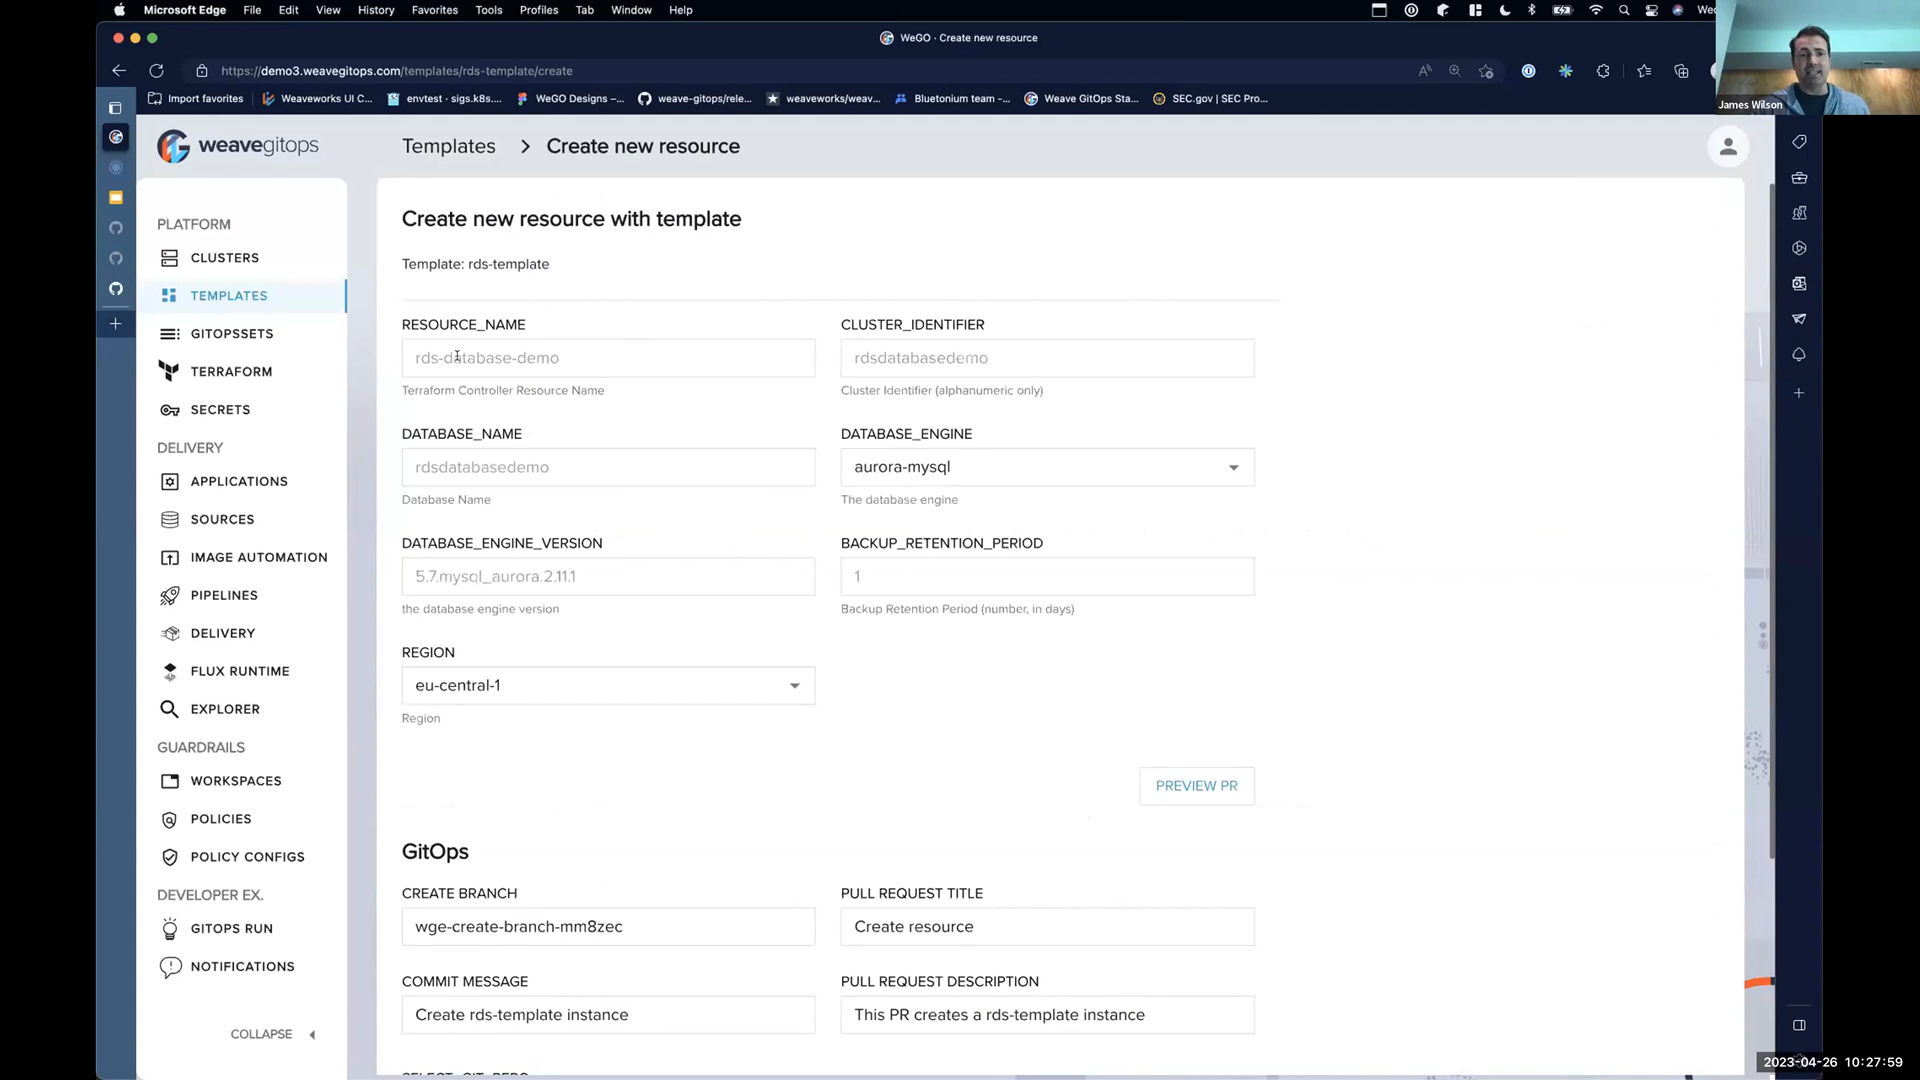 Microsoft Edge File Edit View History Favorites Tools Profiles Tab Window Help
WeGO · Create new resource
https://demo3.weavegitops.com/templates/rds-template/create
Import favorites Weaveworks UI C... envtest · sigs.k8s.... WeGO Designs –... weave-gitops/rele... weaveworks/weav... Bluetonium team -... Weave GitOps Sta... SEC.gov | SEC Pro...
James Wilson
weavegitops
Templates > Create new resource
PLATFORM
CLUSTERS
TEMPLATES
GITOPSSETS
TERRAFORM
SECRETS
DELIVERY
APPLICATIONS
SOURCES
IMAGE AUTOMATION
PIPELINES
DELIVERY
FLUX RUNTIME
EXPLORER
GUARDRAILS
WORKSPACES
POLICIES
POLICY CONFIGS
DEVELOPER EX.
GITOPS RUN
NOTIFICATIONS
COLLAPSE
Create new resource with template
Template: rds-template
RESOURCE_NAME
rds-database-demo
Terraform Controller Resource Name
CLUSTER_IDENTIFIER
rdsdatabasedemo
Cluster Identifier (alphanumeric only)
DATABASE_NAME
rdsdatabasedemo
Database Name
DATABASE_ENGINE
aurora-mysql
The database engine
DATABASE_ENGINE_VERSION
5.7.mysql_aurora.2.11.1
the database engine version
BACKUP_RETENTION_PERIOD
1
Backup Retention Period (number, in days)
REGION
eu-central-1
Region
PREVIEW PR
GitOps
CREATE BRANCH
wge-create-branch-mm8zec
PULL REQUEST TITLE
Create resource
COMMIT MESSAGE
Create rds-template instance
PULL REQUEST DESCRIPTION
This PR creates a rds-template instance
2023-04-26 10:27:59